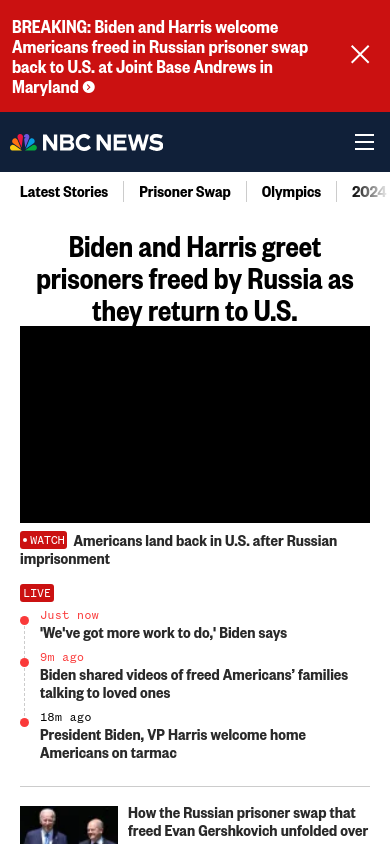 BREAKING: Biden and Harris welcome
Americans freed in Russian prisoner swap
back to U.S. at Joint Base Andrews in
Maryland
NBC NEWS
Latest Stories Prisoner Swap Olympics 2024
Biden and Harris greet
prisoners freed by Russia as
they return to U.S.
WATCH Americans land back in U.S. after Russian
imprisonment
LIVE
Just now
'We've got more work to do,' Biden says
9m ago
Biden shared videos of freed Americans’ families
talking to loved ones
18m ago
President Biden, VP Harris welcome home
Americans on tarmac
How the Russian prisoner swap that
freed Evan Gershkovich unfolded over